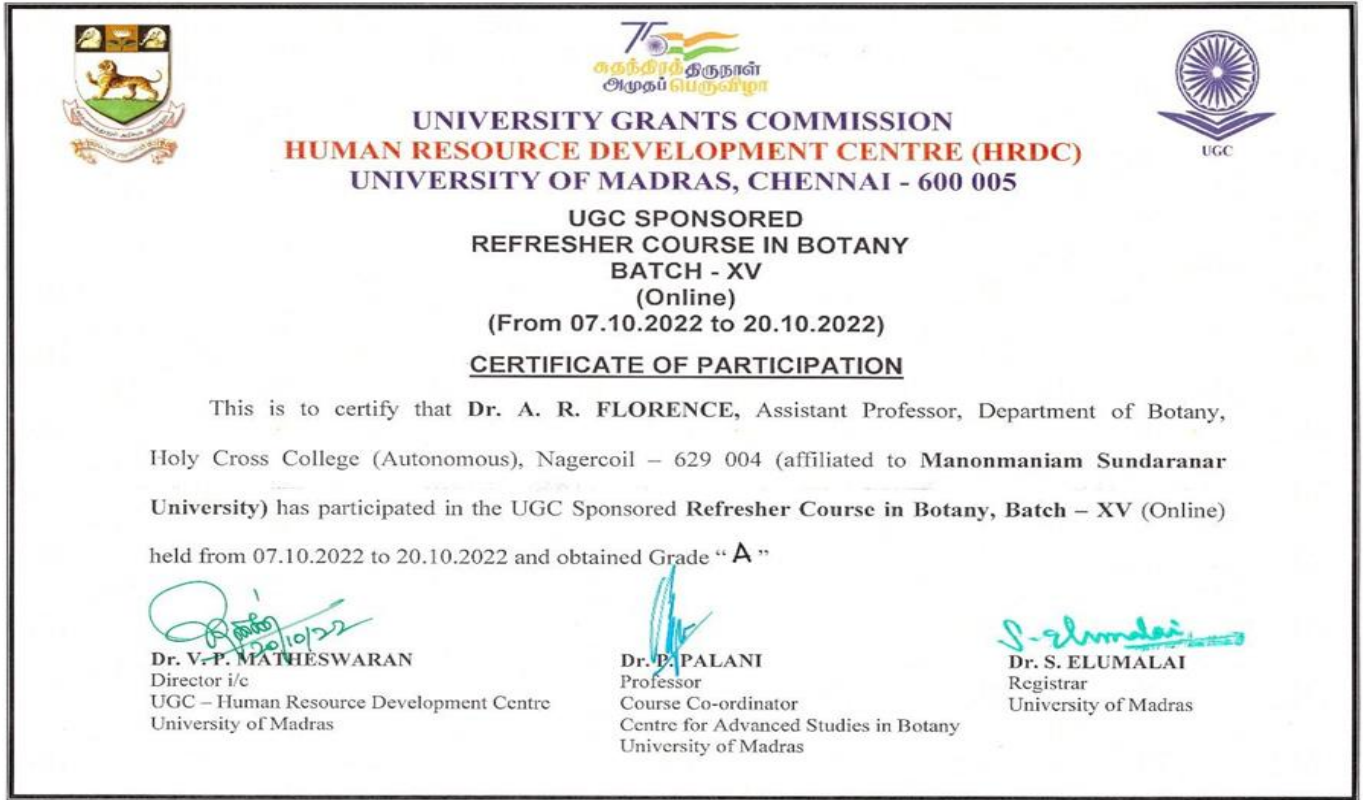 75
சுதந்திரத் திருநாள்
அமுதப் பெருவிழா
UNIVERSITY GRANTS COMMISSION
HUMAN RESOURCE DEVELOPMENT CENTRE (HRDC)
UNIVERSITY OF MADRAS, CHENNAI - 600 005
UGC
UGC SPONSORED
REFRESHER COURSE IN BOTANY
BATCH - XV
(Online)
(From 07.10.2022 to 20.10.2022)
CERTIFICATE OF PARTICIPATION
This is to certify that Dr. A. R. FLORENCE, Assistant Professor, Department of Botany,
Holy Cross College (Autonomous), Nagercoil – 629 004 (affiliated to Manonmaniam Sundaranar
University) has participated in the UGC Sponsored Refresher Course in Botany, Batch – XV (Online)
held from 07.10.2022 to 20.10.2022 and obtained Grade “ A ”
20/10/22
S. Elumalai
Dr. V. P. MATHESWARAN
Director i/c
UGC – Human Resource Development Centre
University of Madras
Dr. P. PALANI
Professor
Course Co-ordinator
Centre for Advanced Studies in Botany
University of Madras
Dr. S. ELUMALAI
Registrar
University of Madras